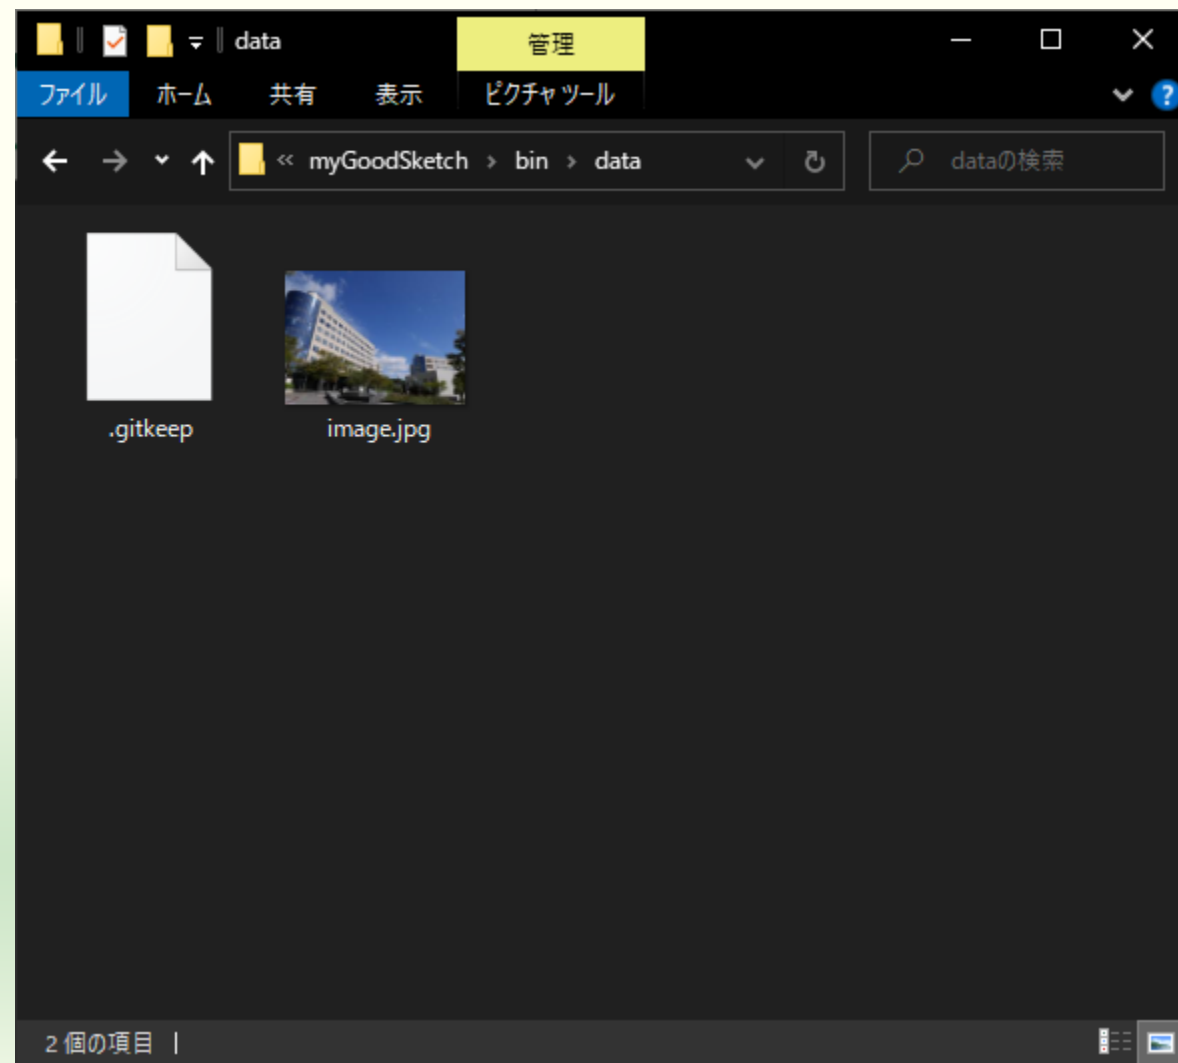 data
管理
ファイル ホーム 共有 表示 ピクチャ ツール
?
« myGoodSketch › bin › data
dataの検索
.gitkeep
image.jpg
2 個の項目